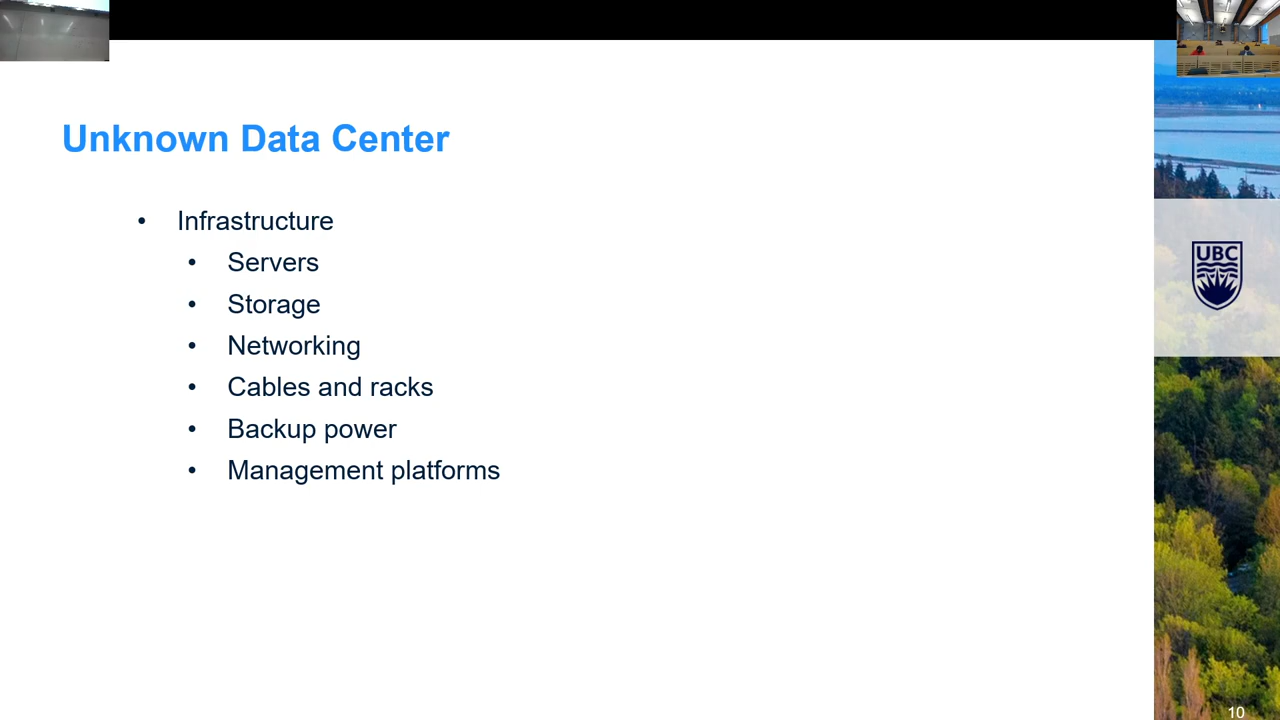 Unknown Data Center
• Infrastructure
• Servers
• Storage
• Networking
• Cables and racks
• Backup power
• Management platforms
UBC
10